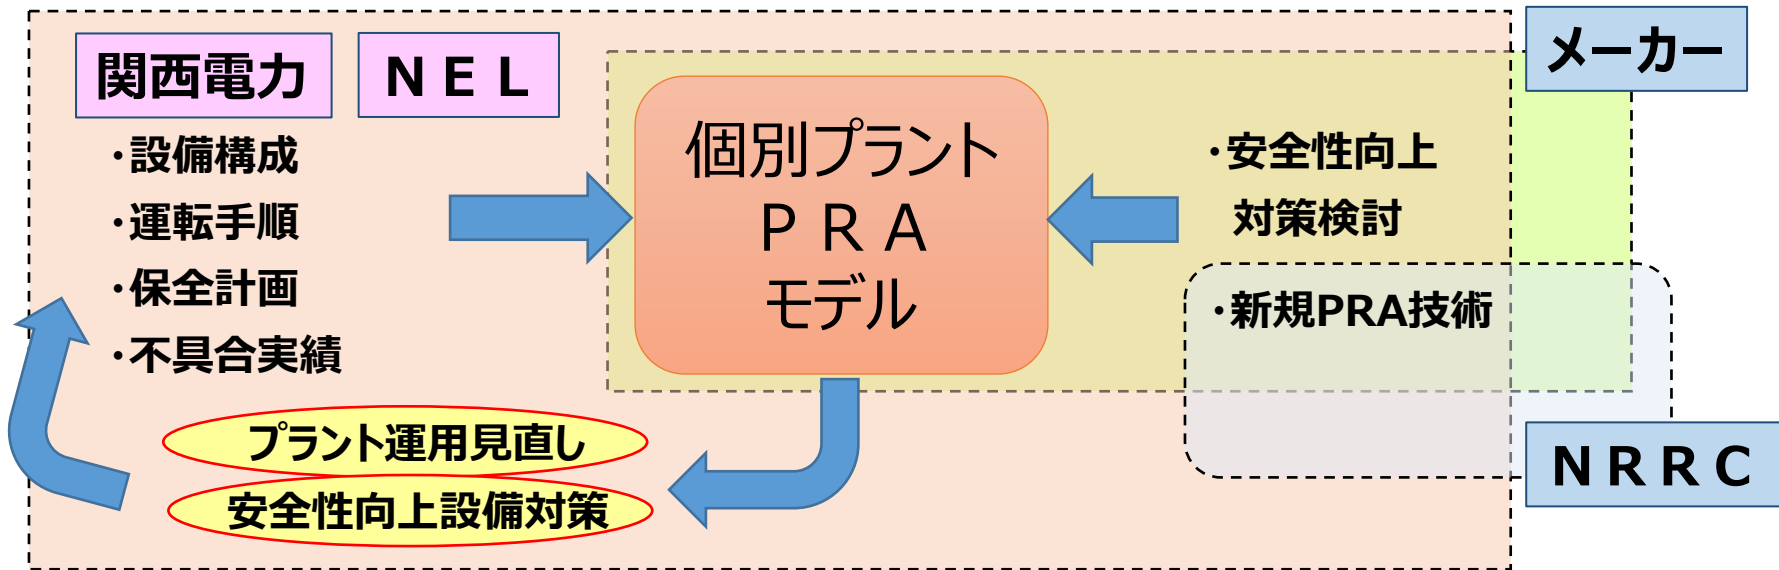 関西電力
ＮＥＬ
・設備構成
・運転手順
・保全計画
・不具合実績
個別プラント
ＰＲＡ
モデル
メーカー
・安全性向上
対策検討
・新規PRA技術
プラント運用見直し
安全性向上設備対策
ＮＲＲＣ